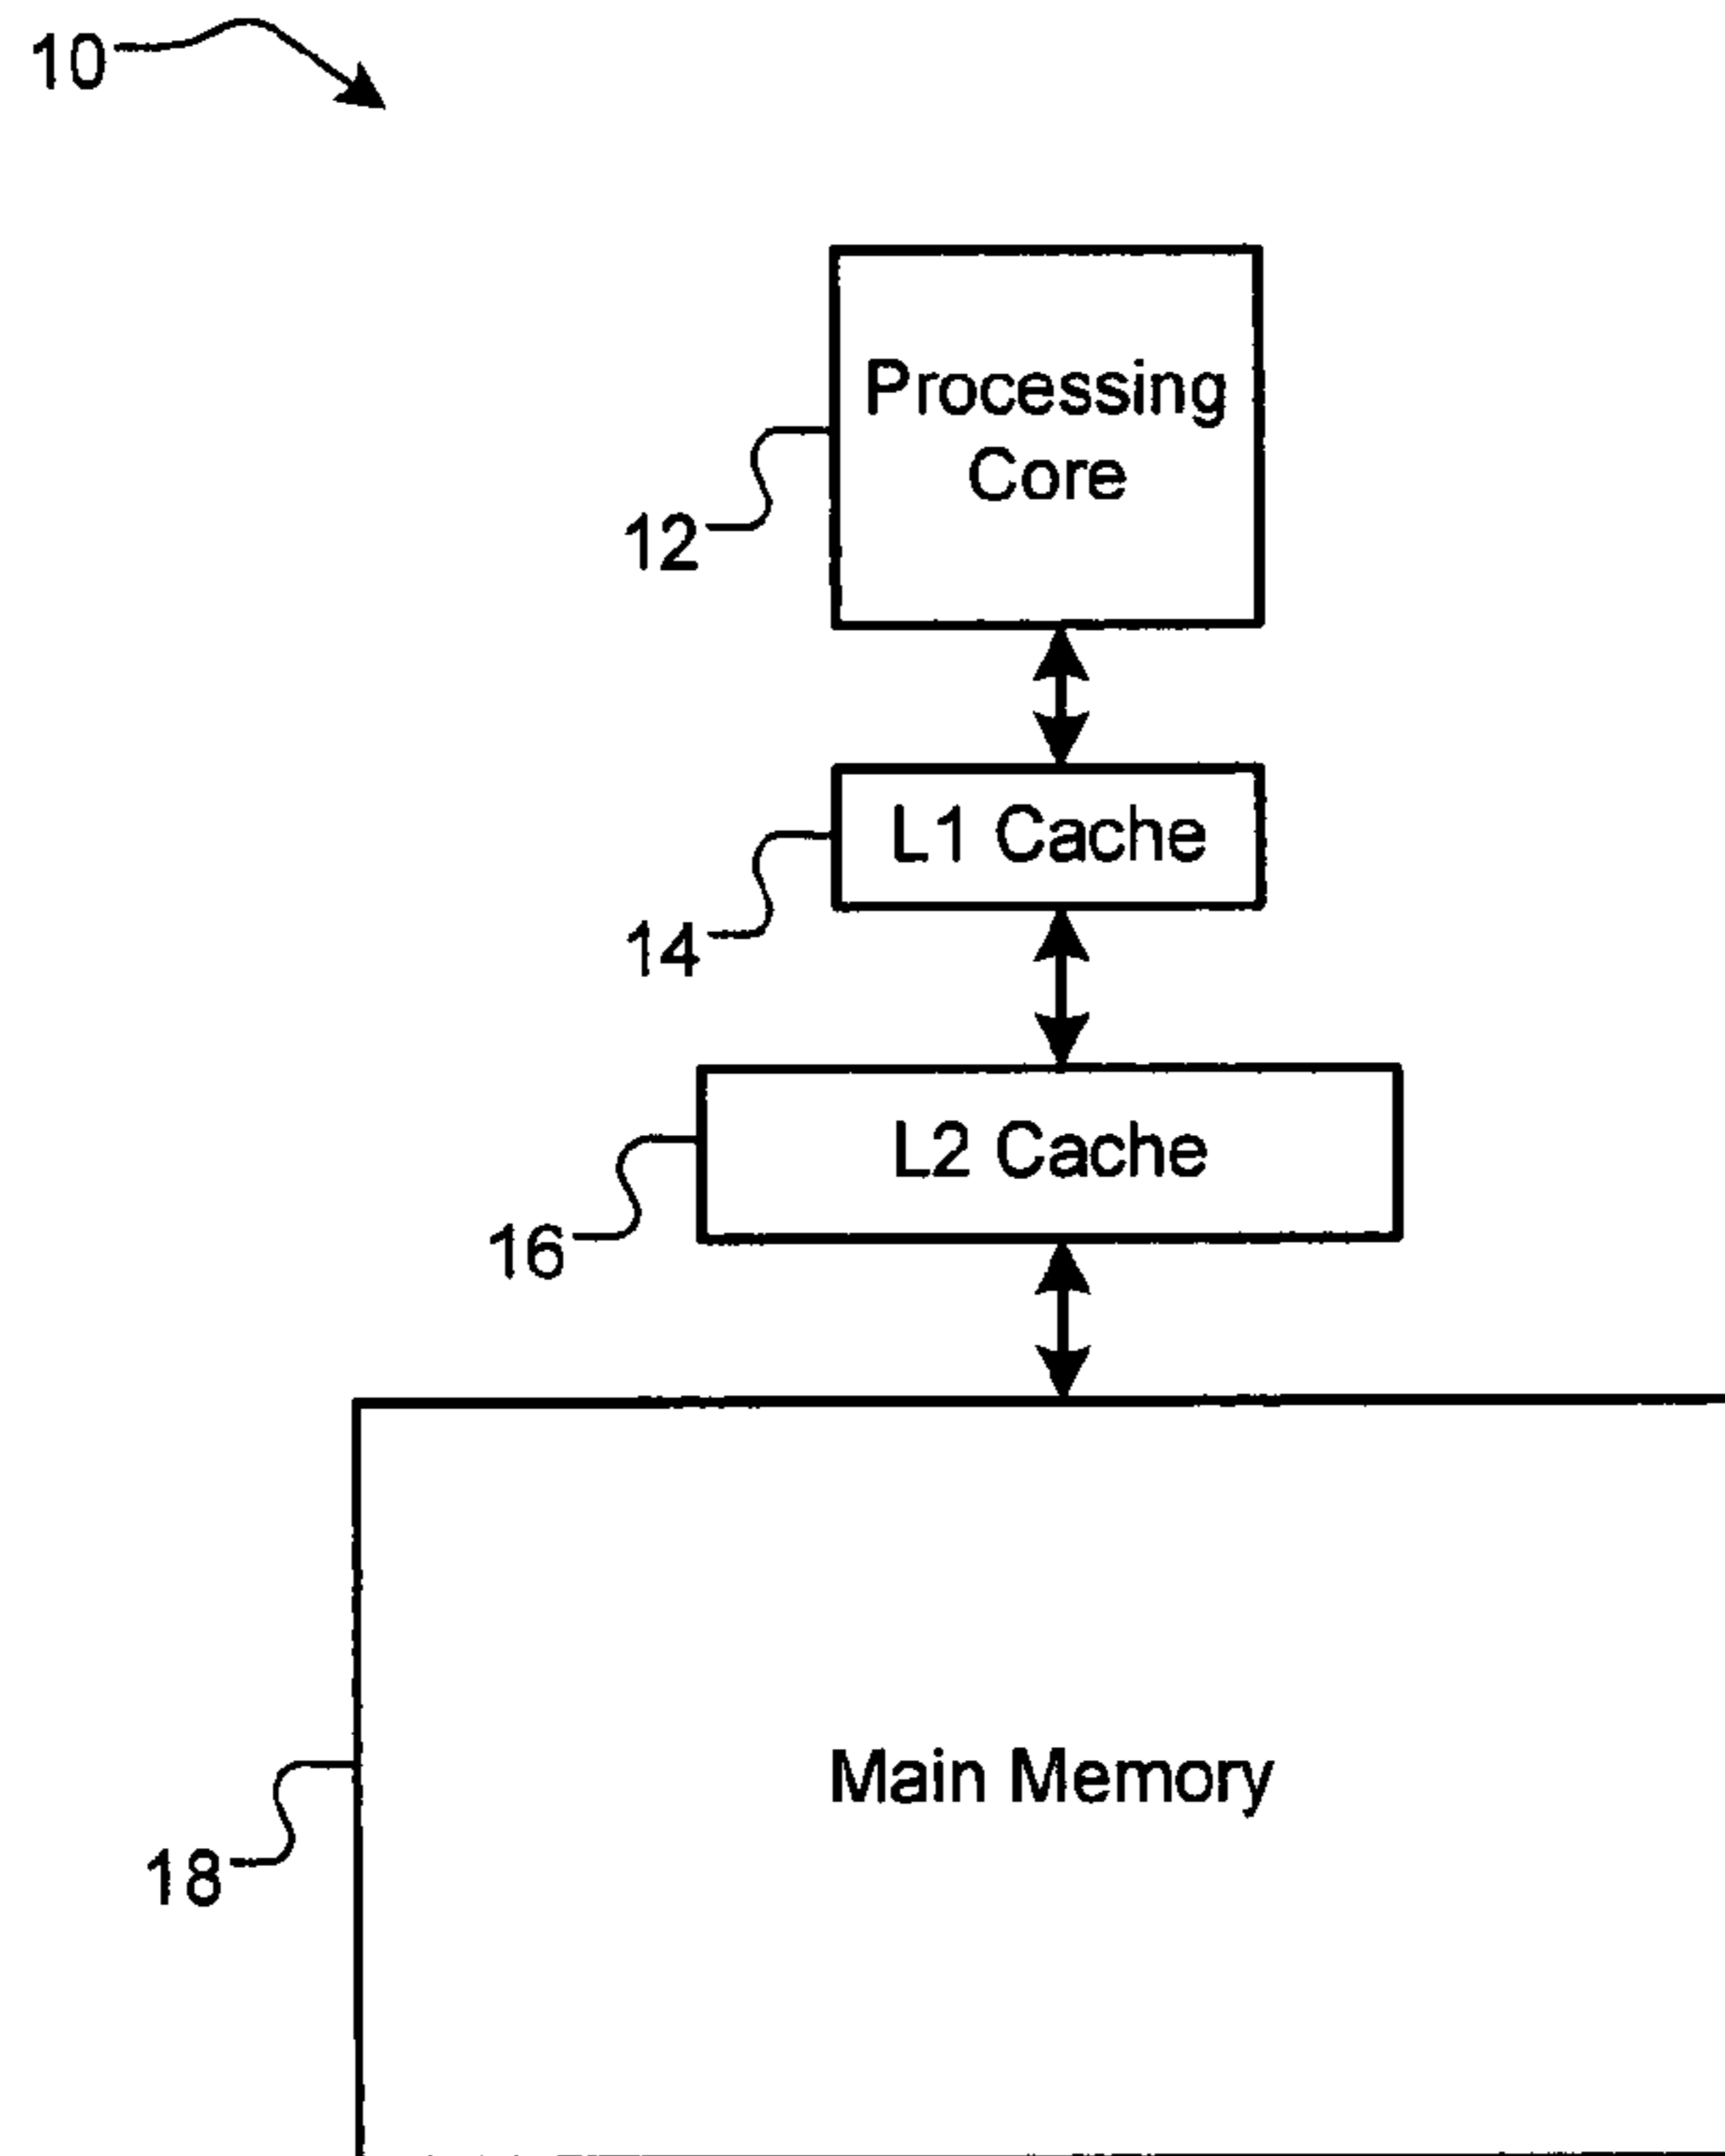 10
Processing
Core
12
L1 Cache
14
L2 Cache
16
Main Memory
18